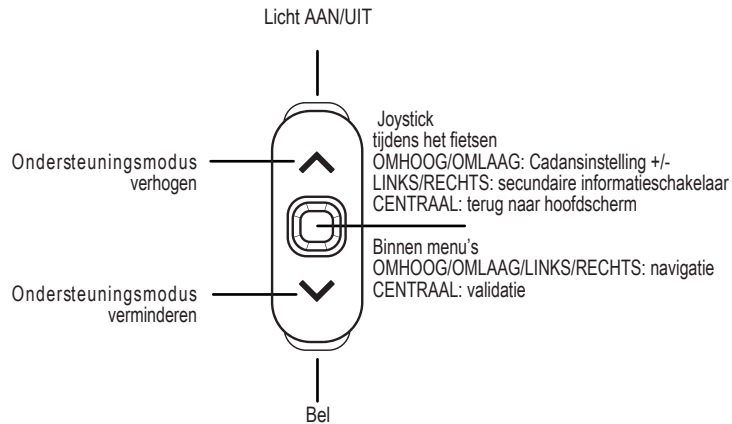 Licht AAN/UIT
Ondersteuningsmodus
verhogen
Joystick
tijdens het fietsen
OMHOOG/OMLAAG: Cadansinstelling +/-
LINKS/RECHTS: secundaire informatieschakelaar
CENTRAAL: terug naar hoofdscherm
Binnen menu's
OMHOOG/OMLAAG/LINKS/RECHTS: navigatie
CENTRAAL: validatie
Ondersteuningsmodus
verminderen
Bel